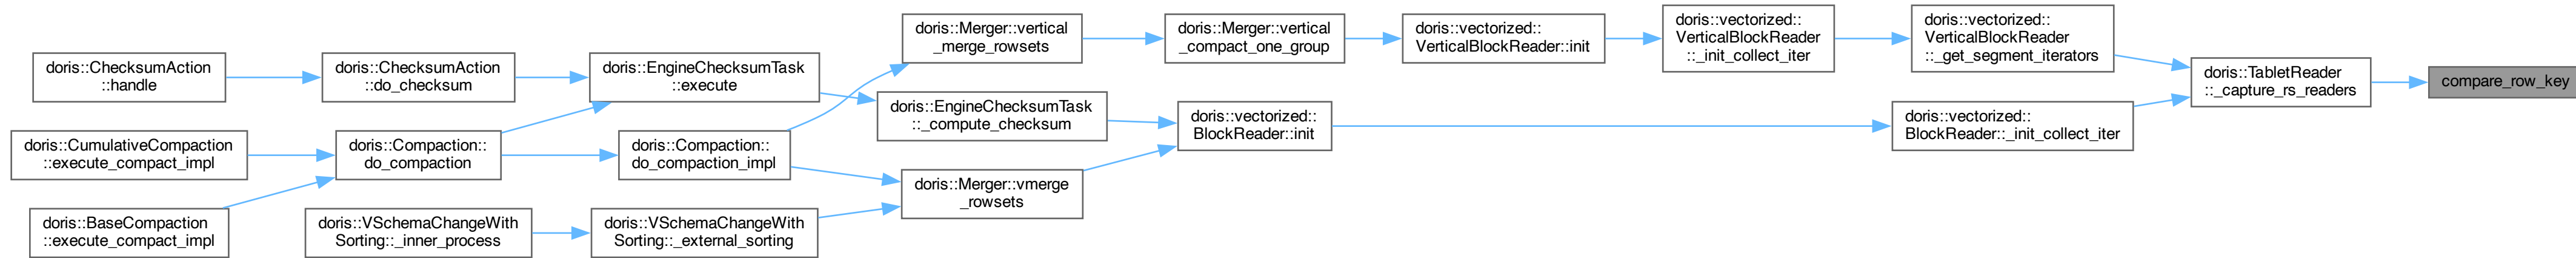 doris::ChecksumAction
::handle
doris::CumulativeCompaction
::execute_compact_impl
doris::BaseCompaction
::execute_compact_impl
doris::ChecksumAction
::do_checksum
doris::Compaction::
do_compaction
doris::VSchemaChangeWith
Sorting::_inner_process
doris::EngineChecksumTask
::execute
doris::Compaction::
do_compaction_impl
doris::VSchemaChangeWith
Sorting::_external_sorting
doris::Merger::vertical
_merge_rowsets
doris::EngineChecksumTask
::_compute_checksum
doris::Merger::vmerge
_rowsets
doris::Merger::vertical
_compact_one_group
doris::vectorized::
BlockReader::init
doris::vectorized::
VerticalBlockReader::init
doris::vectorized::
VerticalBlockReader
::_init_collect_iter
doris::vectorized::
VerticalBlockReader
::_get_segment_iterators
doris::vectorized::
BlockReader::_init_collect_iter
doris::TabletReader
::_capture_rs_readers
compare_row_key